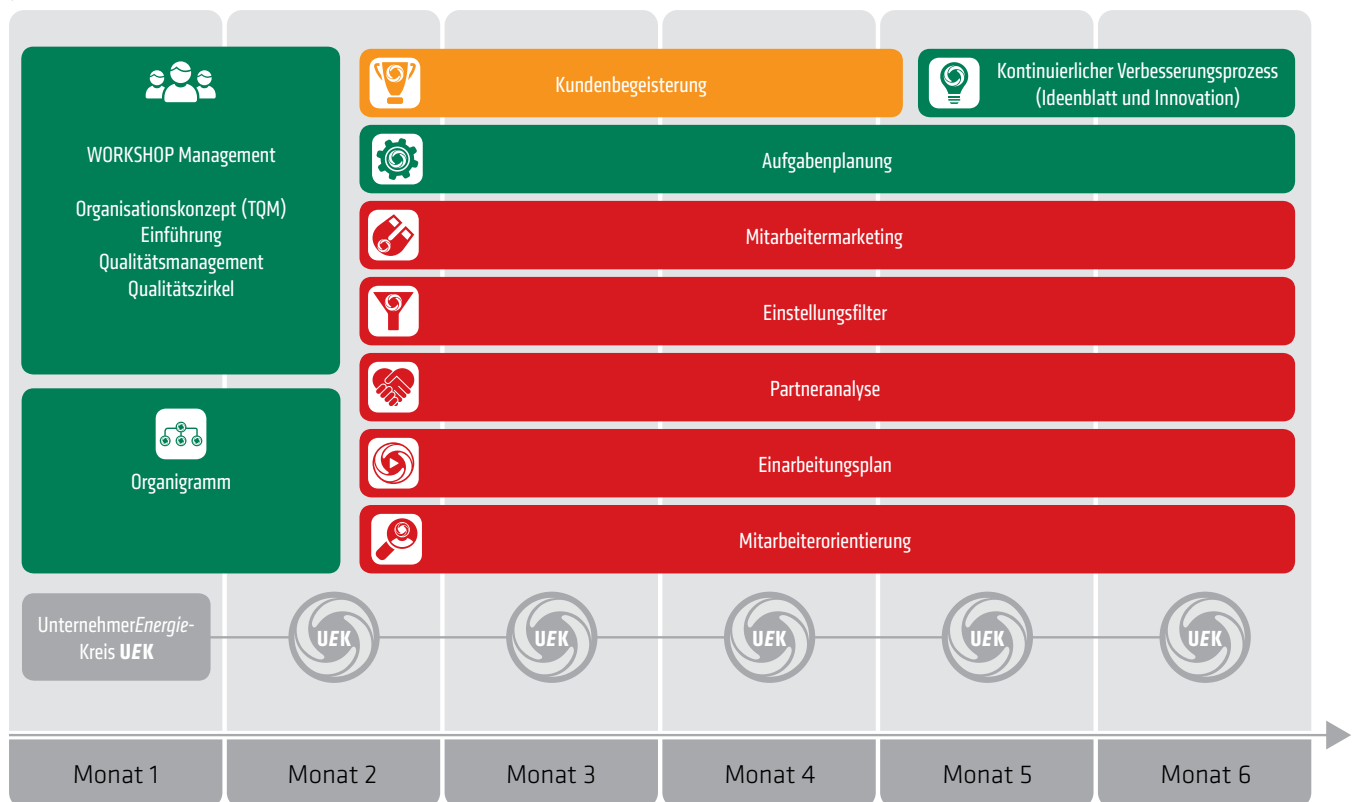 WORKSHOP Management
Organisationskonzept (TQM)
Einführung
Qualitätsmanagement
Qualitätszirkel
Organigramm
Kundenbegeisterung
Kontinuierlicher Verbesserungsprozess
(Ideenblatt und Innovation)
Aufgabenplanung
Mitarbeitermarketing
Einstellungsfilter
Partneranalyse
Einarbeitungsplan
Mitarbeiterorientierung
UnternehmerEnergie-
Kreis UEK
UEK
UEK
UEK
UEK
UEK
Monat 1
Monat 2
Monat 3
Monat 4
Monat 5
Monat 6